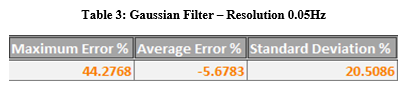 Table 3: Gaussian Filter – Resolution 0.05Hz
Maximum Error % Average Error % Standard Deviation %
44.2768 -5.6783 20.5086